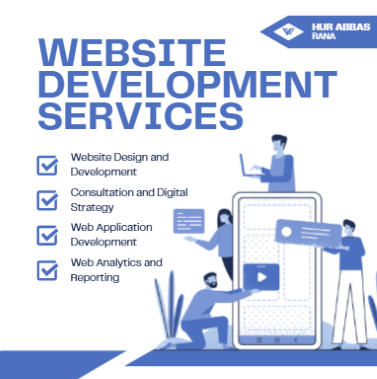 HUR ABBAS
RANA
WEBSITE
DEVELOPMENT
SERVICES
Website Design and
Development
Consultation and Digital
Strategy
Web Application
Development
Web Analytics and
Reporting